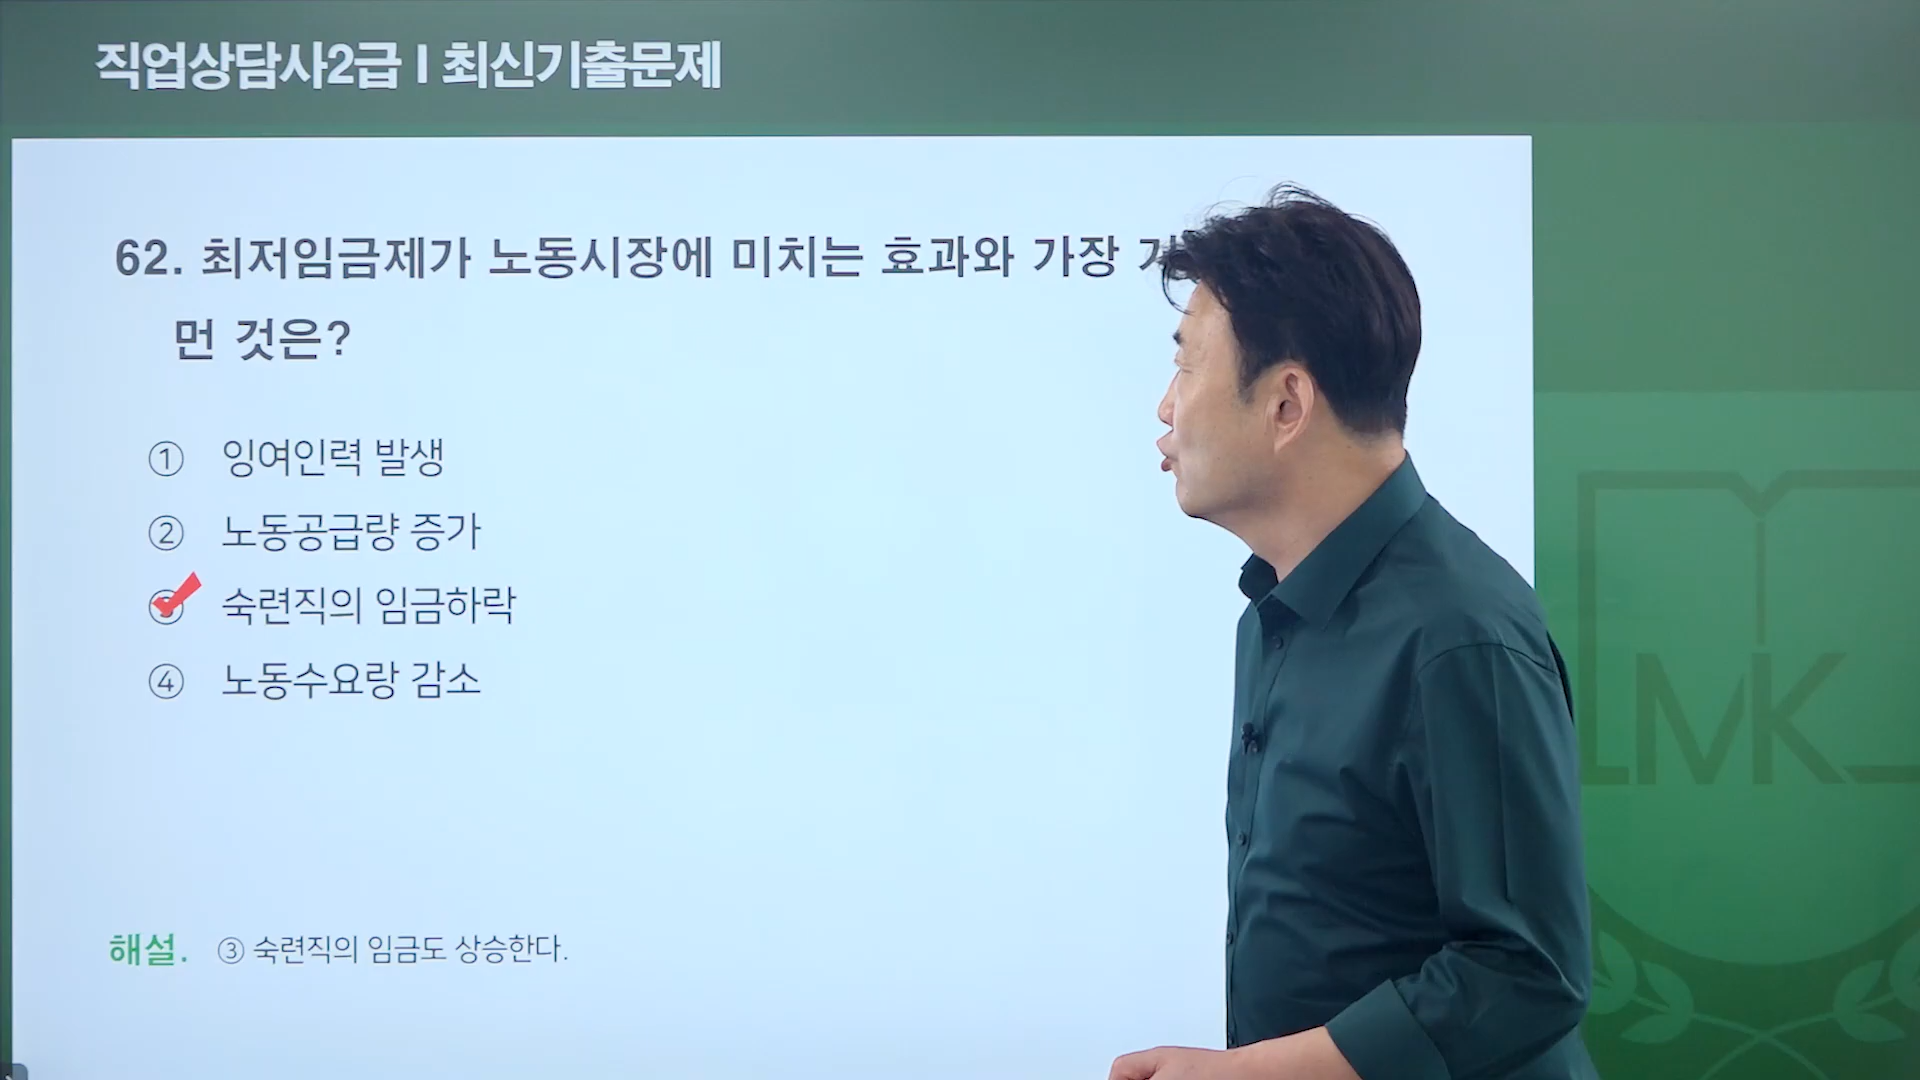 직업상담사2급 I 최신기출문제
62. 최저임금제가 노동시장에 미치는 효과와 가장
먼 것은?
① 잉여인력 발생
② 노동공급량 증가
③ 숙련직의 임금하락
④ 노동수요랑 감소
해설. ③ 숙련직의 임금도 상승한다.
MK